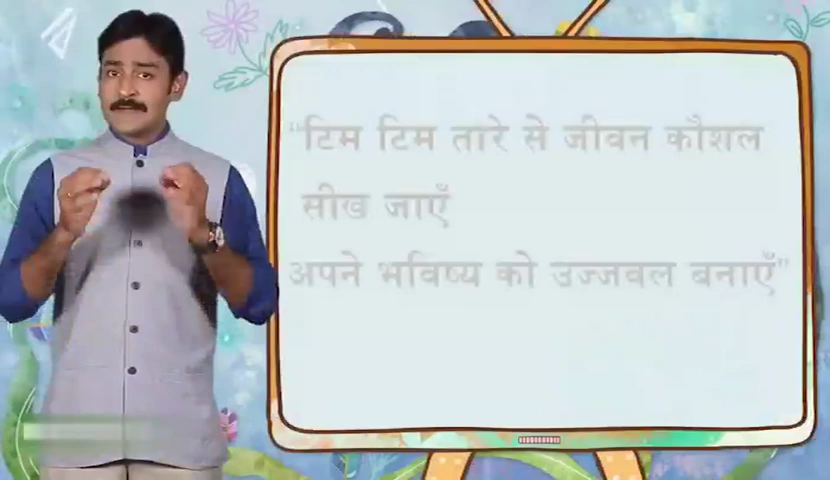 "टिम टिम तारे से जीवन कौशल
सीख जाएँ
अपने भविष्य को उज्जवल बनाएँ"